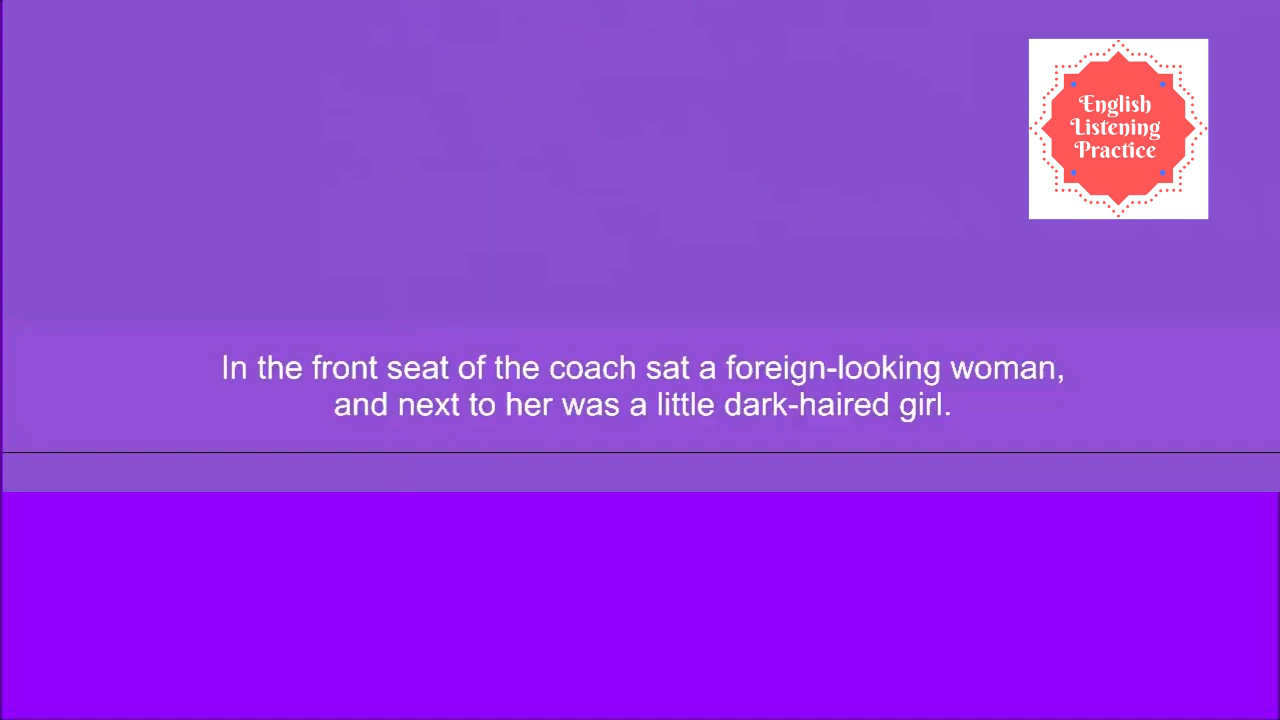 English
Listening
Practice
In the front seat of the coach sat a foreign-looking woman,
and next to her was a little dark-haired girl.